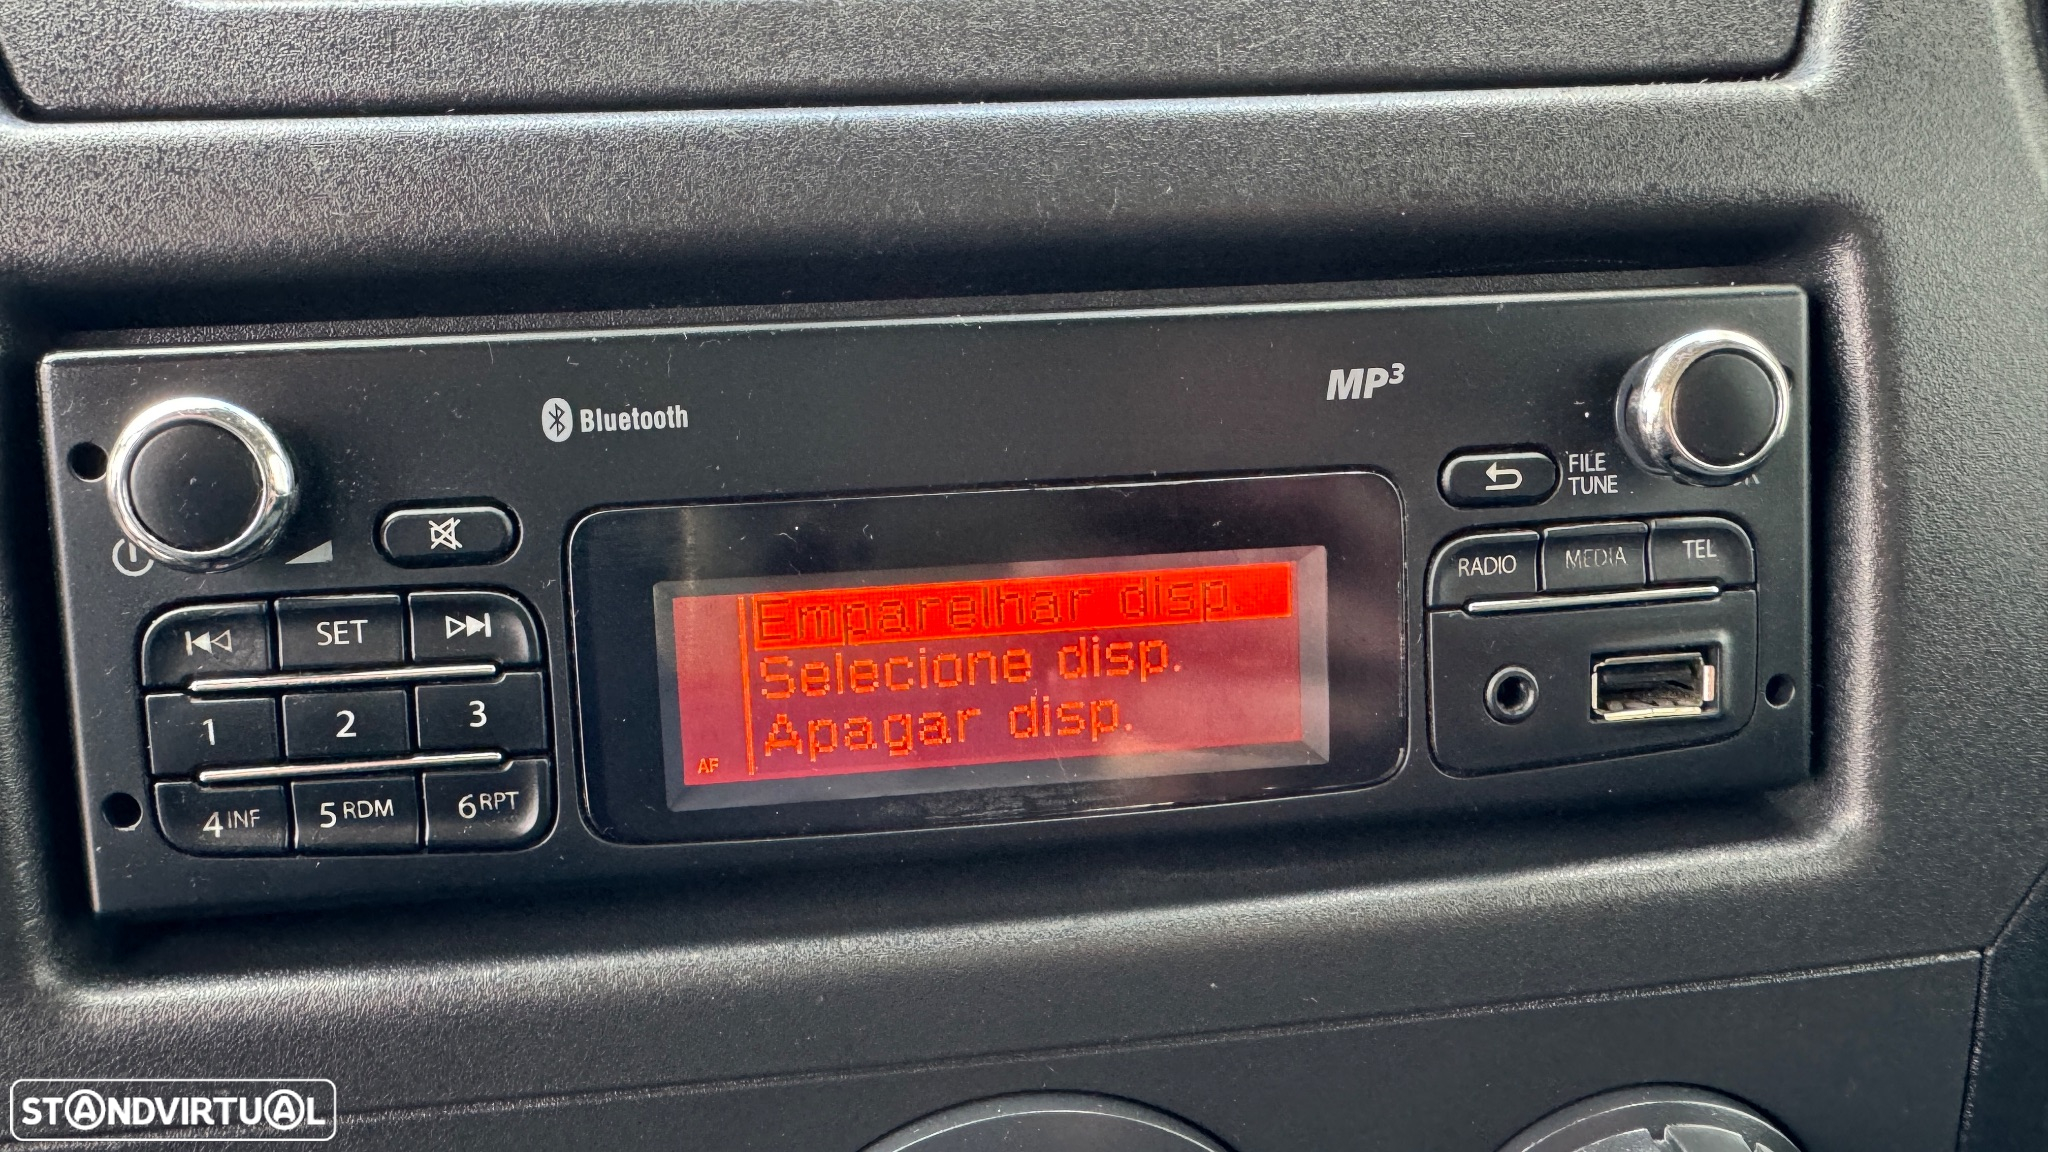 Bluetooth
MP3
FILE
TUNE
RADIO
MEDIA
TEL
SET
1
2
3
4 INF
5 RDM
6 RPT
Emparelhar disp.
Selecione disp.
Apagar disp.
AF
STANDVIRTUAL